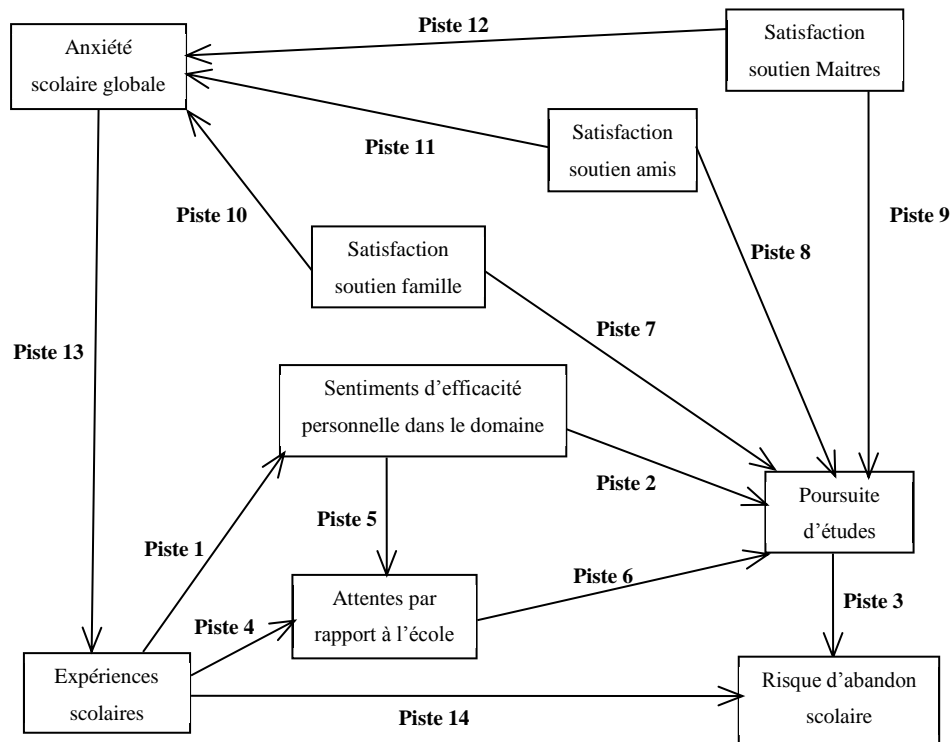 Piste 12
Anxiété
scolaire globale
Satisfaction
soutien Maitres
Piste 11
Satisfaction
soutien amis
Piste 10
Piste 9
Satisfaction
soutien famille
Piste 8
Piste 7
Piste 13
Sentiments d’efficacité
personnelle dans le domaine
Piste 2
Poursuite
d’études
Piste 5
Piste 1
Attentes par
rapport à l’école
Piste 6
Piste 3
Piste 4
Expériences
scolaires
Risque d’abandon
scolaire
Piste 14